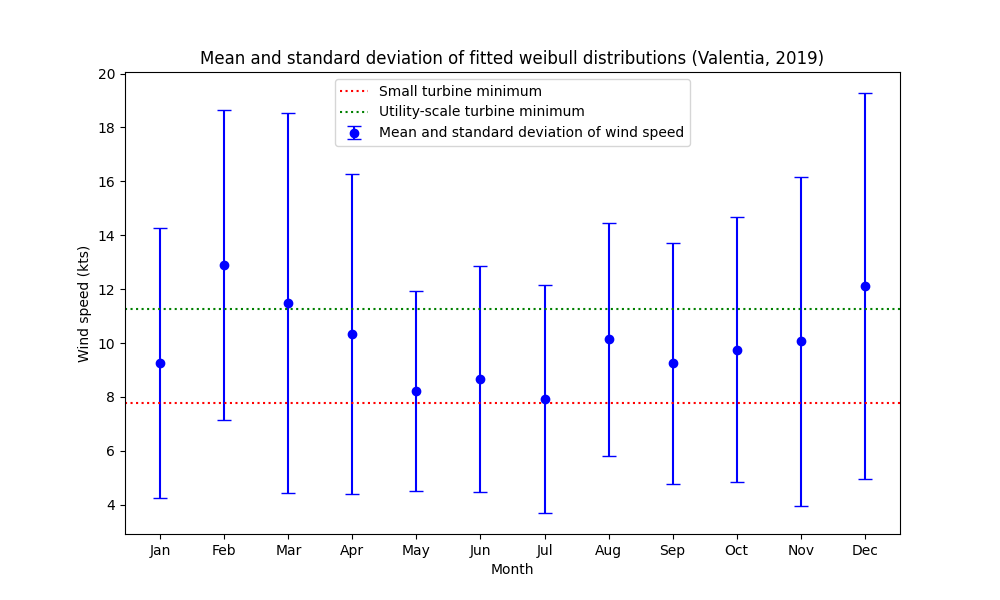 Mean and standard deviation of fitted weibull distributions (Valentia, 2019)
Small turbine minimum
Utility-scale turbine minimum
Mean and standard deviation of wind speed
20
18
16
14
12
10
8
6
4
Wind speed (kts)
Jan Feb Mar Apr May Jun Jul Aug Sep Oct Nov Dec
Month